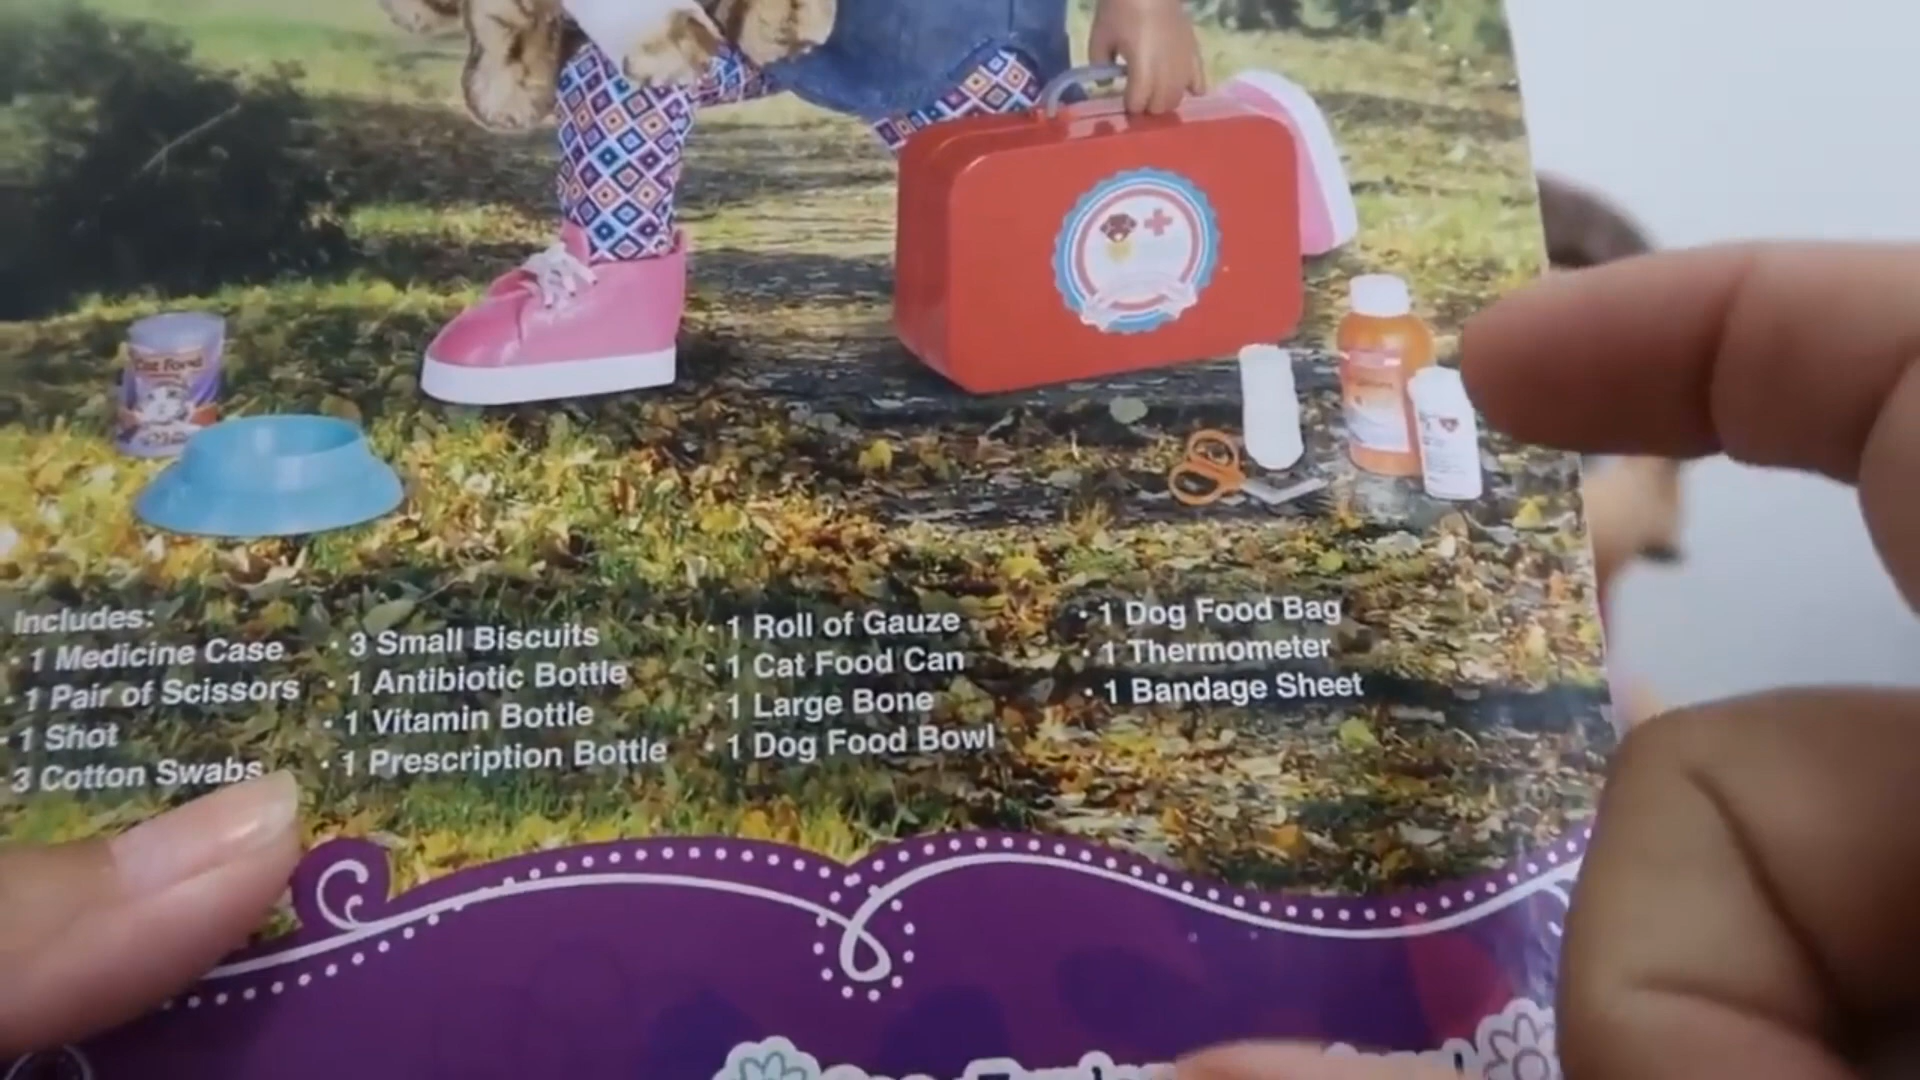 Cat Food
Includes:
· 1 Medicine Case
· 1 Pair of Scissors
· 1 Shot
3 Cotton Swabs
· 3 Small Biscuits
· 1 Antibiotic Bottle
· 1 Vitamin Bottle
· 1 Prescription Bottle
· 1 Roll of Gauze
· 1 Cat Food Can
· 1 Large Bone
· 1 Dog Food Bowl
· 1 Dog Food Bag
· 1 Thermometer
· 1 Bandage Sheet